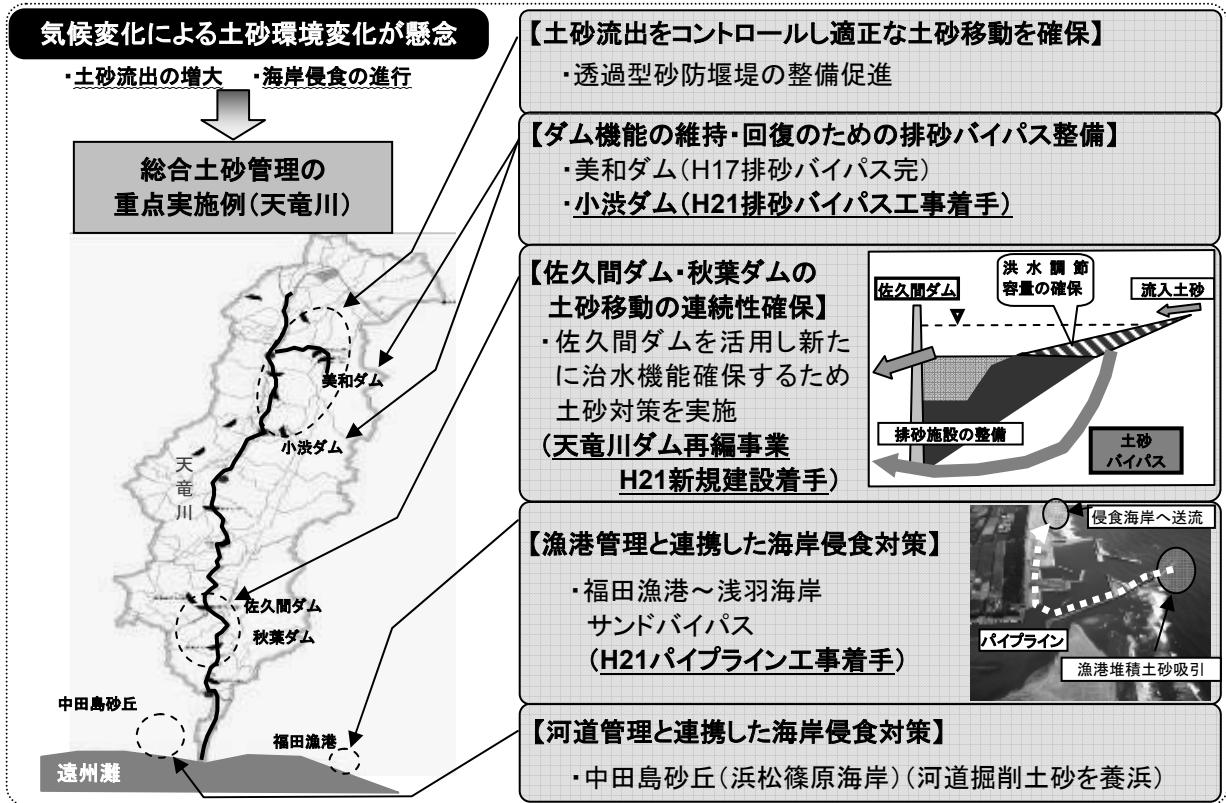 気候変化による土砂環境変化が懸念
・土砂流出の増大 ・海岸侵食の進行
総合土砂管理の
重点実施例(天竜川)
美和ダム
小渋ダム
天竜川
佐久間ダム
秋葉ダム
中田島砂丘
福田漁港
遠州灘
【土砂流出をコントロールし適正な土砂移動を確保】
・透過型砂防堰堤の整備促進
【ダム機能の維持・回復のための排砂バイパス整備】
・美和ダム(H17排砂バイパス完)
・小渋ダム(H21排砂バイパス工事着手)
【佐久間ダム・秋葉ダムの
土砂移動の連続性確保】
・佐久間ダムを活用し新た
に治水機能確保するため
土砂対策を実施
(天竜川ダム再編事業
H21新規建設着手)
洪水調節
容量の確保
佐久間ダム
流入土砂
排砂施設の整備
土砂
バイパス
【漁港管理と連携した海岸侵食対策】
・福田漁港~浅羽海岸
サンドバイパス
(H21パイプライン工事着手)
侵食海岸へ送流
パイプライン
漁港堆積土砂吸引
【河道管理と連携した海岸侵食対策】
・中田島砂丘(浜松篠原海岸)(河道掘削土砂を養浜)